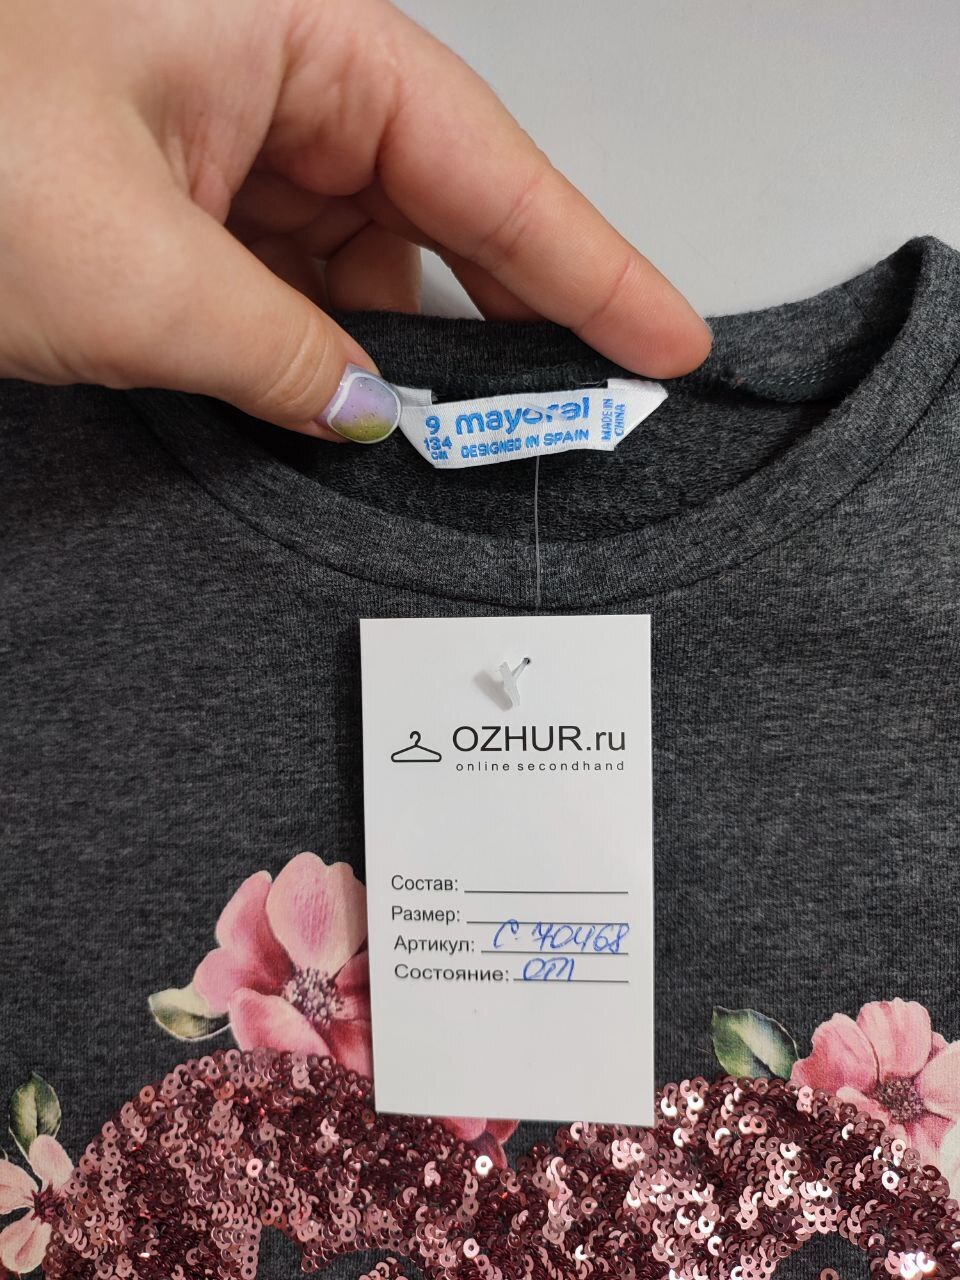 9 mayoral
134
CM DESIGNED IN SPAIN
MADE IN
CHINA
OZHUR.ru
online secondhand
Состав:
Размер:
Артикул: С 70468
Состояние: отл